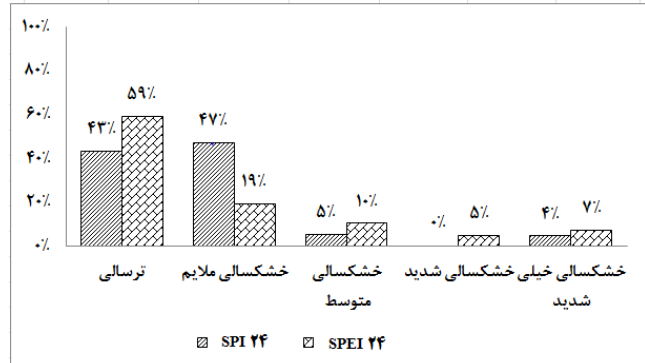 ۱۰۰٪
۸۰٪
۶۰٪
۴۰٪
۲۰٪
۰٪
۴۳٪
۵۹٪
۴۷٪
۱۹٪
۵٪
۱۰٪
۰٪
۵٪
۴٪
۷٪
ترسالی
خشکسالی ملایم
خشکسالی
متوسط
خشکسالی شدید
خشکسالی خیلی
شدید
SPI ۲۴
SPEI ۲۴